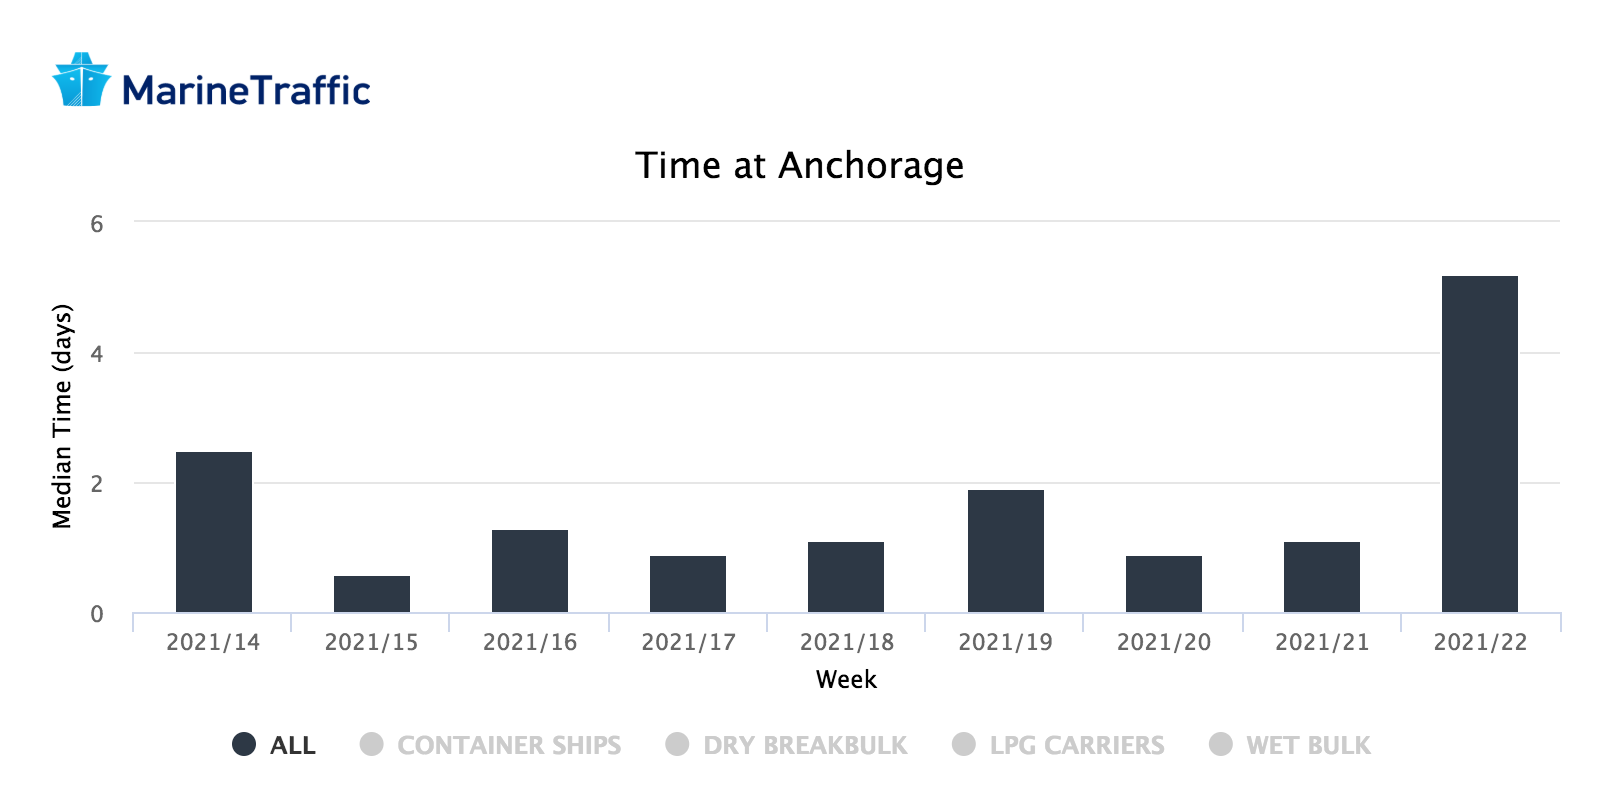 MarineTraffic
Time at Anchorage
Median Time (days)
6
4
2
0
2021/14 2021/15 2021/16 2021/17 2021/18 2021/19 2021/20 2021/21 2021/22
Week
ALL CONTAINER SHIPS DRY BREAKBULK LPG CARRIERS WET BULK